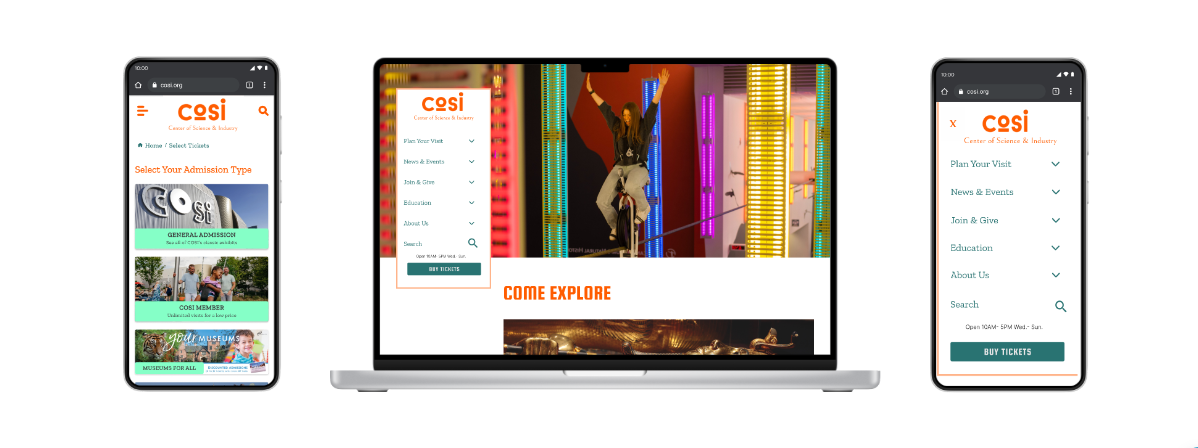 10:00
cosi.org
COSI
Center of Science & Industry
Home / Select Tickets
Select Your Admission Type
COSI
GENERAL ADMISSION
See all of COSI's classic exhibits
COSI MEMBER
Unlimited visits for a low price
your MUSEUMS
MUSEUMS FOR ALL
DISCOUNTED ADMISSION
COSI
Center of Science & Industry
Plan Your Visit
News & Events
Join & Give
Education
About Us
Search
Open 10AM- 5PM Wed.- Sun.
BUY TICKETS
COME EXPLORE
10:00
cosi.org
X
COSI
Center of Science & Industry
Plan Your Visit
News & Events
Join & Give
Education
About Us
Search
Open 10AM- 5PM Wed.- Sun.
BUY TICKETS